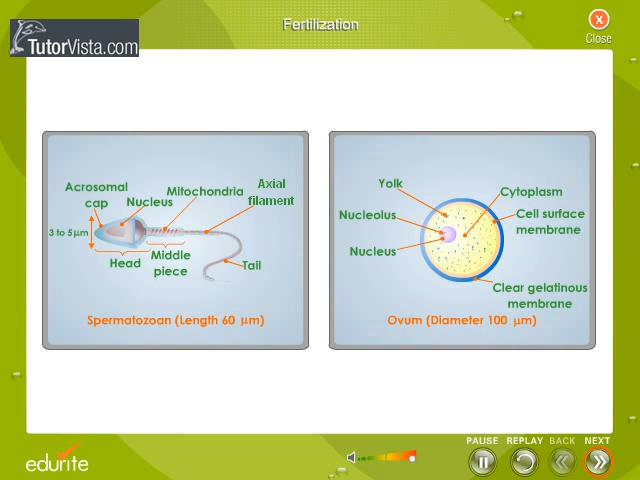 Fertilization
TutorVista.com
Close
Acrosomal
cap
Nucleus
Mitochondria
Axial
filament
3 to 5 μm
Head
Middle
piece
Tail
Spermatozoan (Length 60 μm)
Yolk
Nucleolus
Nucleus
Cytoplasm
Cell surface
membrane
Clear gelatinous
membrane
Ovum (Diameter 100 μm)
edurite
PAUSE REPLAY BACK NEXT